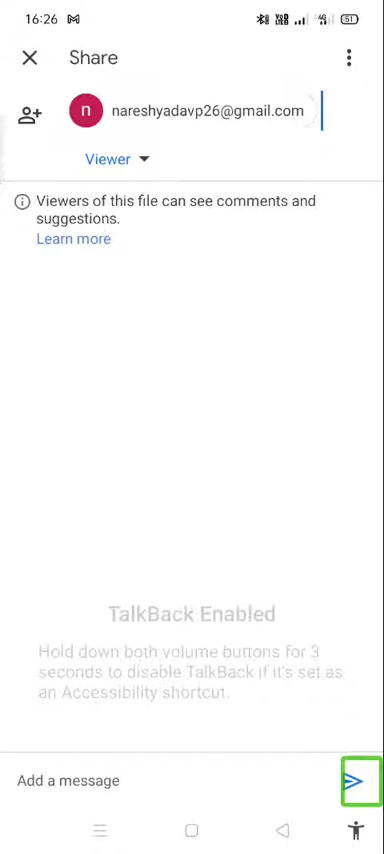 16:26
51
Share
n
nareshyadavp26@gmail.com
Viewer
Viewers of this file can see comments and
suggestions.
Learn more
TalkBack Enabled
Hold down both volume buttons for 3
seconds to disable TalkBack if it's set as
an Accessibility shortcut.
Add a message